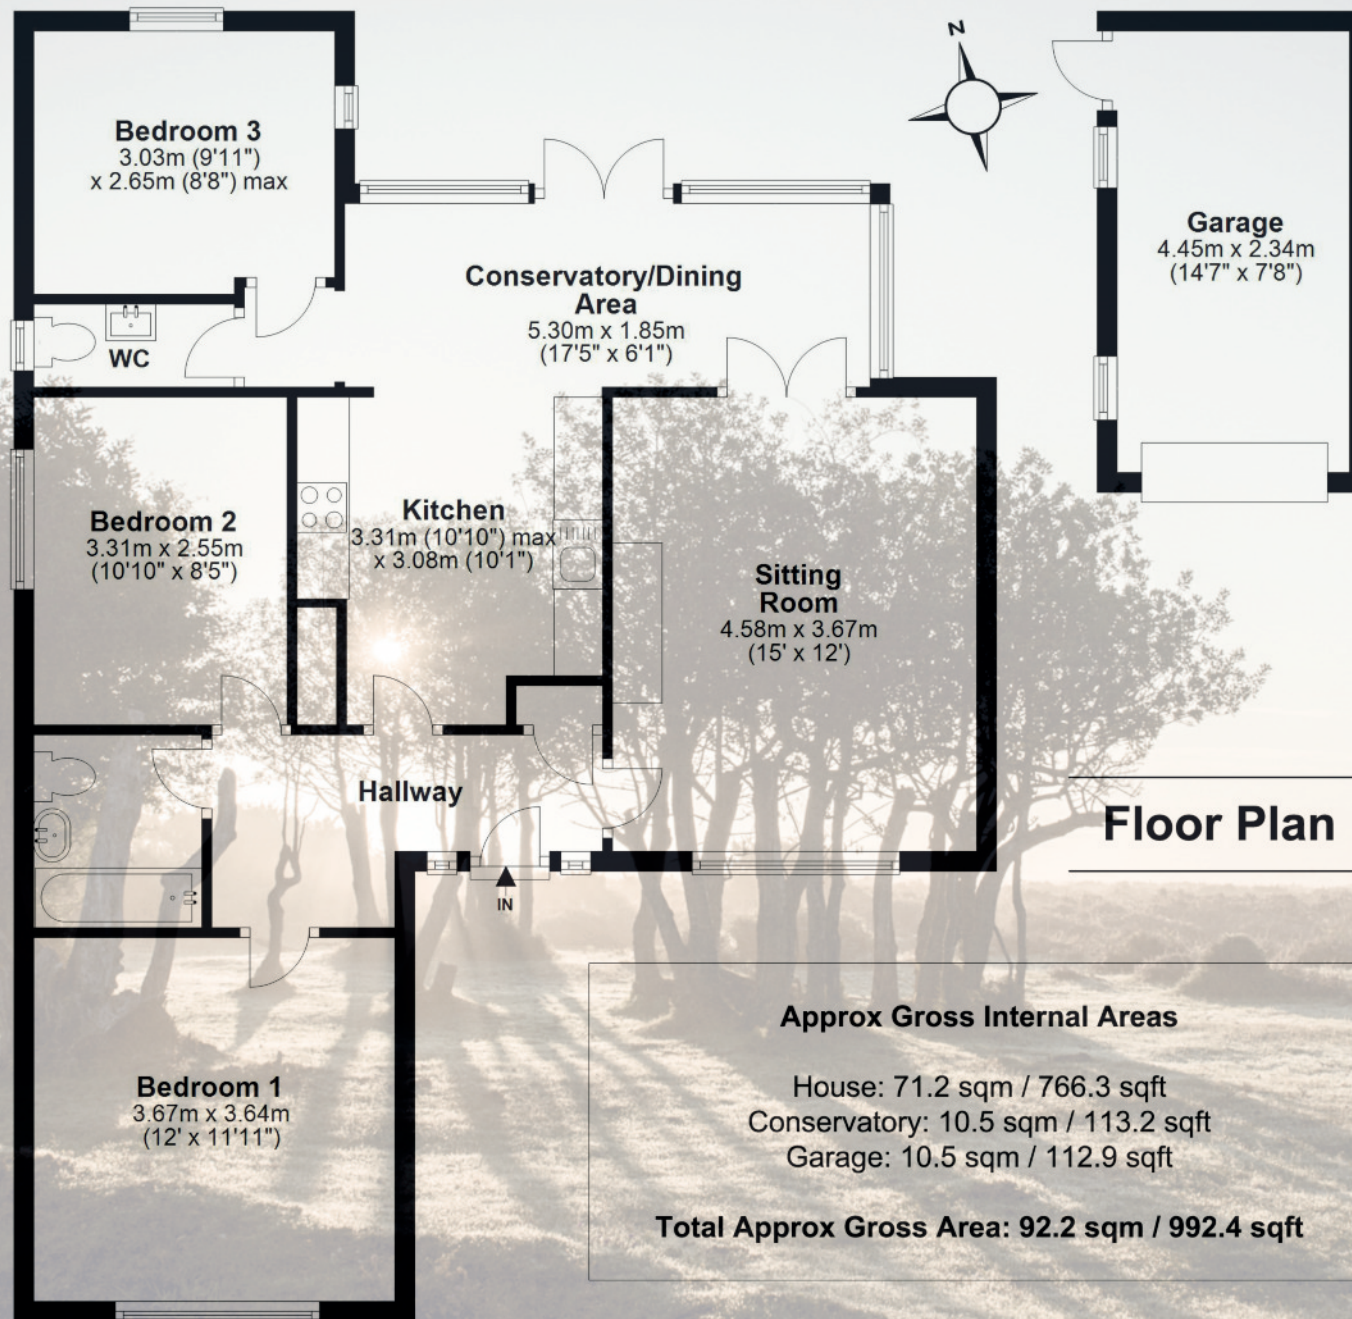 Bedroom 3
3.03m (9'11")
x 2.65m (8'8") max
N
Garage
4.45m x 2.34m
(14'7" x 7'8")
Conservatory/Dining
Area
5.30m x 1.85m
(17'5" x 6'1")
WC
Bedroom 2
3.31m x 2.55m
(10'10" x 8'5")
Kitchen
3.31m (10'10") max
x 3.08m (10'1")
Sitting
Room
4.58m x 3.67m
(15' x 12')
Hallway
IN
Floor Plan
Bedroom 1
3.67m x 3.64m
(12' x 11'11")
Approx Gross Internal Areas
House: 71.2 sqm / 766.3 sqft
Conservatory: 10.5 sqm / 113.2 sqft
Garage: 10.5 sqm / 112.9 sqft
Total Approx Gross Area: 92.2 sqm / 992.4 sqft